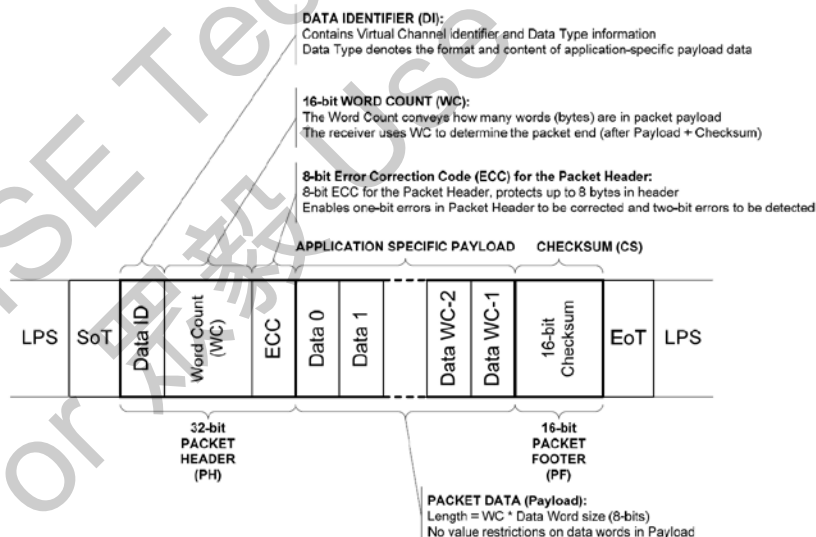 DATA IDENTIFIER (DI):
Contains Virtual Channel identifier and Data Type information
Data Type denotes the format and content of application-specific payload data
16-bit WORD COUNT (WC):
The Word Count conveys how many words (bytes) are in packet payload
The receiver uses WC to determine the packet end (after Payload + Checksum)
8-bit Error Correction Code (ECC) for the Packet Header:
8-bit ECC for the Packet Header, protects up to 8 bytes in header
Enables one-bit errors in Packet Header to be corrected and two-bit errors to be detected
APPLICATION SPECIFIC PAYLOAD
CHECKSUM (CS)
LPS
SoT
Data ID
Word Count
(WC)
ECC
Data 0
Data 1
Data WC-2
Data WC-1
16-bit
Checksum
EoT
LPS
32-bit
PACKET
HEADER
(PH)
16-bit
PACKET
FOOTER
(PF)
PACKET DATA (Payload):
Length = WC * Data Word size (8-bits)
No value restrictions on data words in Payload
or 眾毅 Use